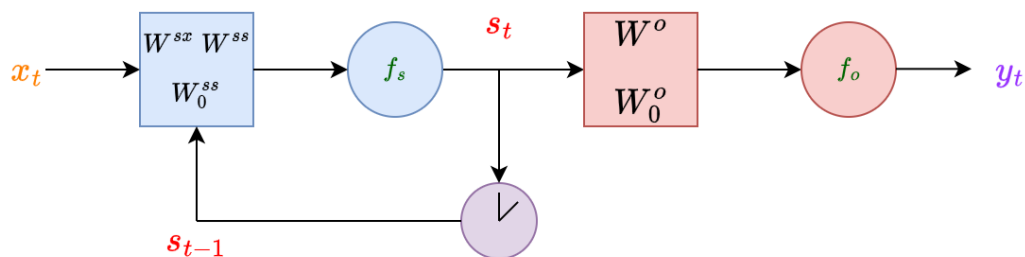 x_t
W^{sx} W^{ss}
W_0^{ss}
f_s
s_t
W^o
W_0^o
f_o
y_t
s_{t-1}